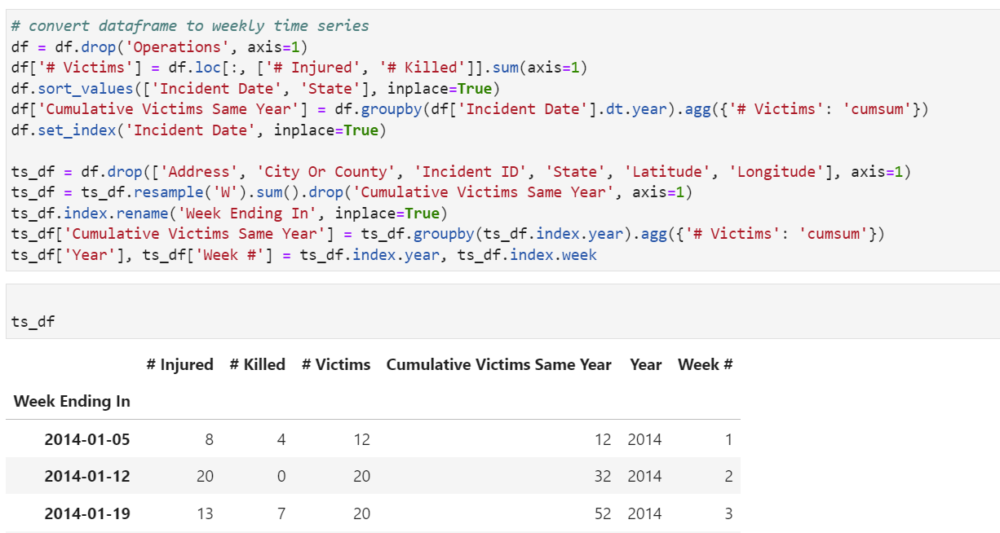 # convert dataframe to weekly time series
df = df.drop('Operations', axis=1)
df['# Victims'] = df.loc[:, ['# Injured', '# Killed']].sum(axis=1)
df.sort_values(['Incident Date', 'State'], inplace=True)
df['Cumulative Victims Same Year'] = df.groupby(df['Incident Date'].dt.year).agg({'# Victims': 'cumsum'})
df.set_index('Incident Date', inplace=True)

ts_df = df.drop(['Address', 'City Or County', 'Incident ID', 'State', 'Latitude', 'Longitude'], axis=1)
ts_df = ts_df.resample('W').sum().drop('Cumulative Victims Same Year', axis=1)
ts_df.index.rename('Week Ending In', inplace=True)
ts_df['Cumulative Victims Same Year'] = ts_df.groupby(ts_df.index.year).agg({'# Victims': 'cumsum'})
ts_df['Year'], ts_df['Week #'] = ts_df.index.year, ts_df.index.week

ts_df
# Injured # Killed # Victims Cumulative Victims Same Year Year Week #
Week Ending In
2014-01-05 8 4 12 12 2014 1
2014-01-12 20 0 20 32 2014 2
2014-01-19 13 7 20 52 2014 3